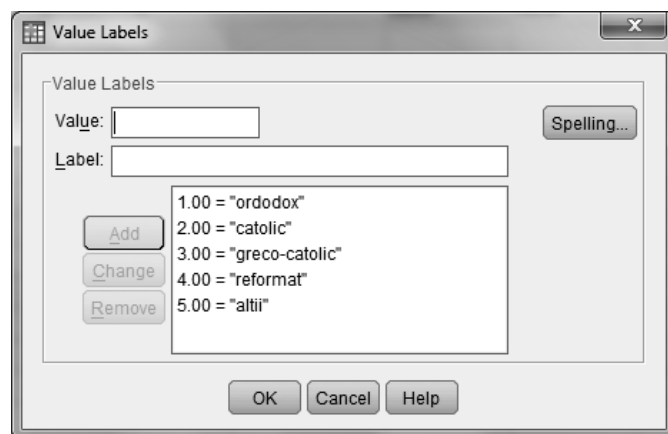 Value Labels
X
Value Labels
Value:
Spelling...
Label:
1.00 = "ordodox"
2.00 = "catolic"
3.00 = "greco-catolic"
4.00 = "reformat"
5.00 = "altii"
Add
Change
Remove
OK Cancel Help